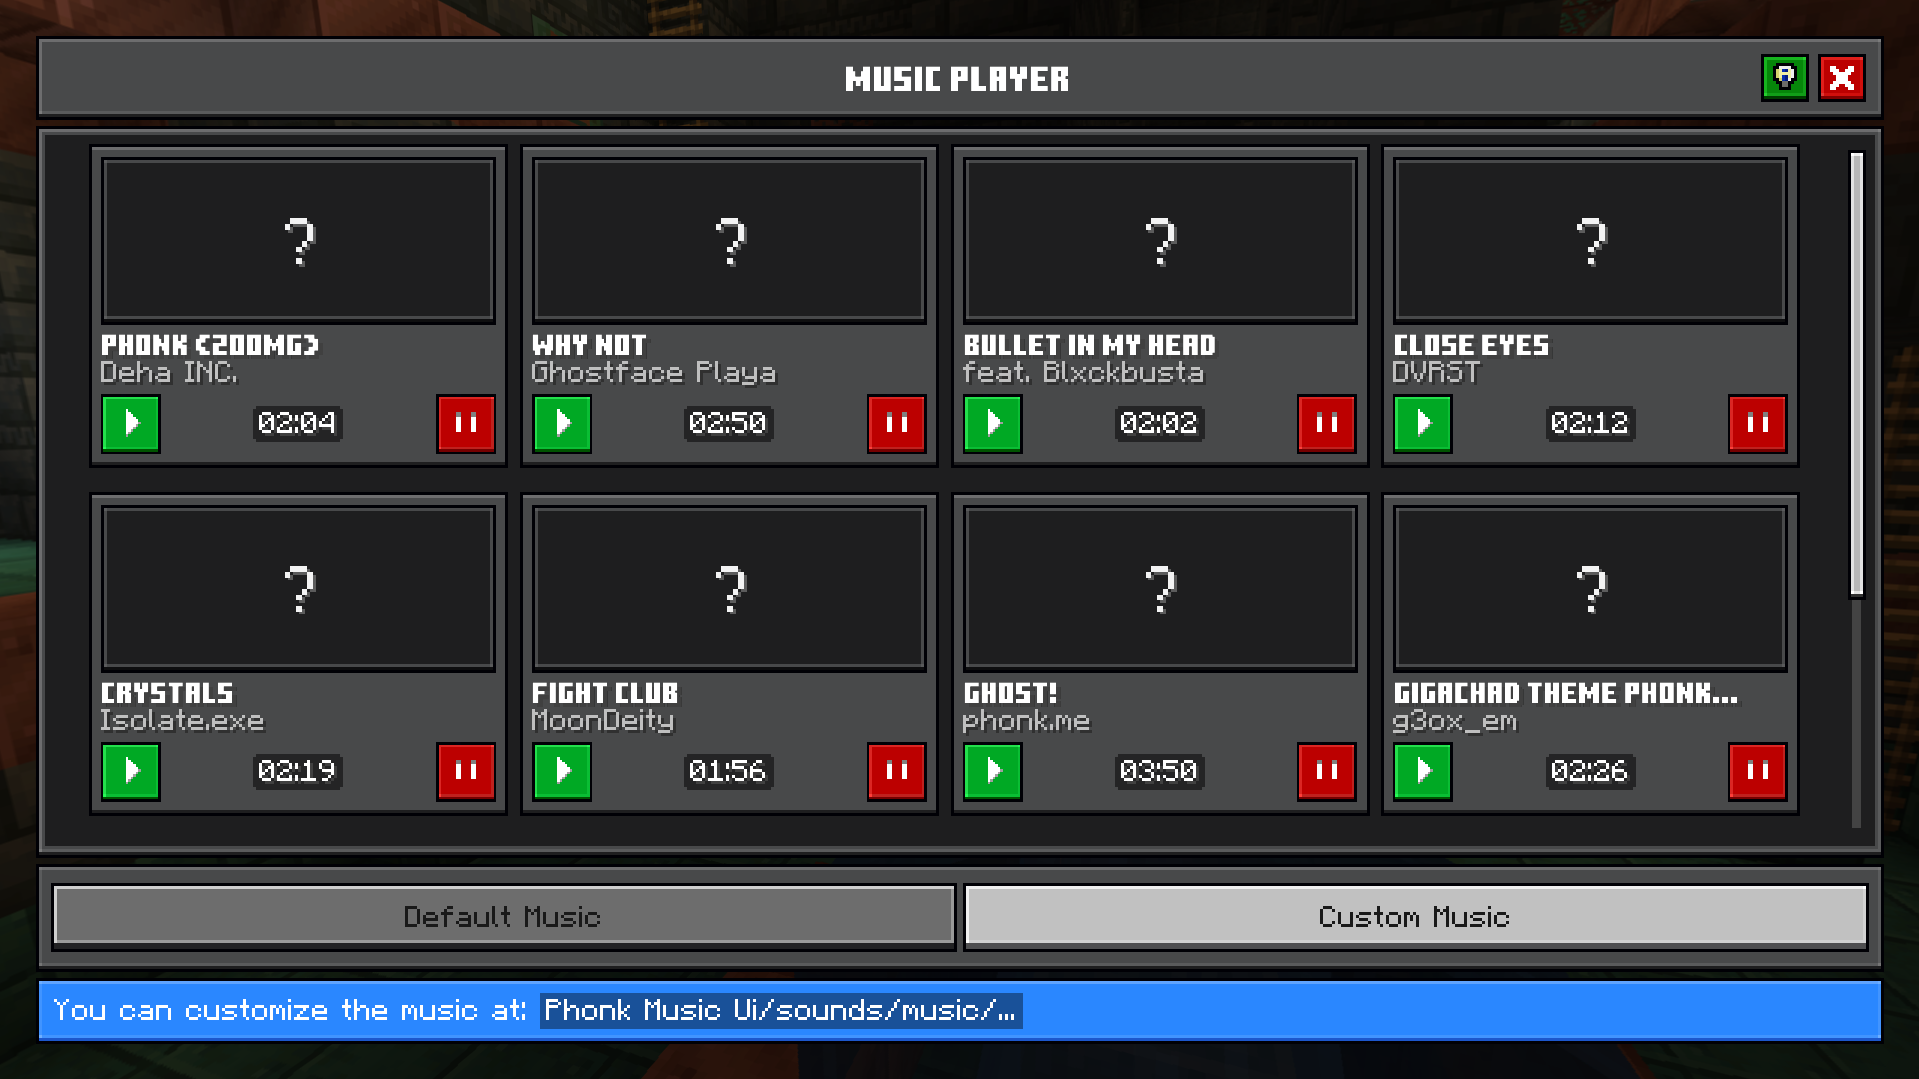 MUSIC PLAYER
?
?
?
?
PHONK (200MG)
Deha INC.
02:04
WHY NOT
Ghostface Playa
02:50
BULLET IN MY HEAD
feat. Blxckbusta
02:02
CLOSE EYES
DVRST
02:12
?
?
?
?
CRYSTALS
Isolate.exe
02:19
FIGHT CLUB
MoonDeity
01:56
GHOST!
phonk.me
03:50
GIGACHAD THEME PHONK...
g3ox_em
02:26
Default Music
Custom Music
You can customize the music at: Phonk Music Ui/sounds/music/...